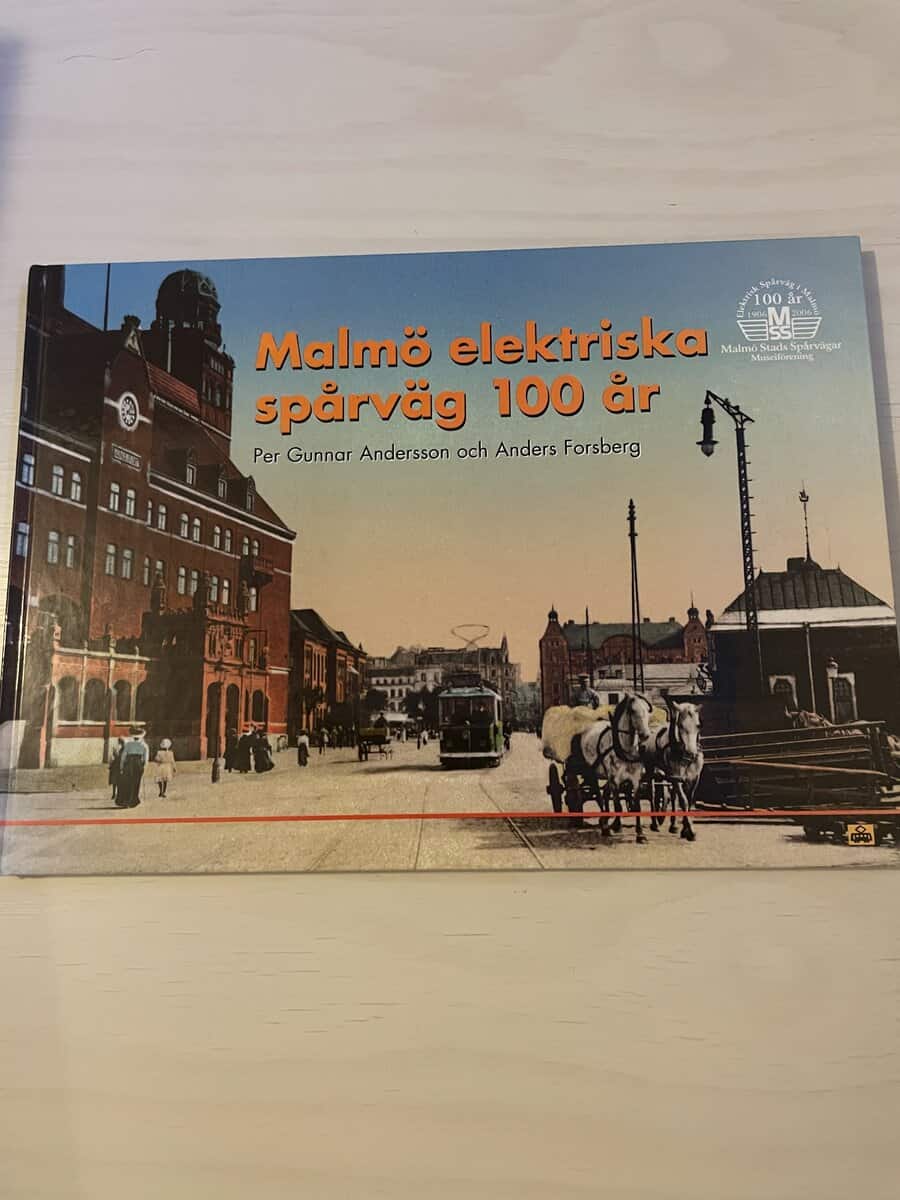 Malmö elektriska
spårväg 100 år
Per Gunnar Andersson och Anders Forsberg
Elektrisk Spårväg i Malmö
100 år
1906 M 2006
SS
Malmö Stads Spårvägar
Museiförening